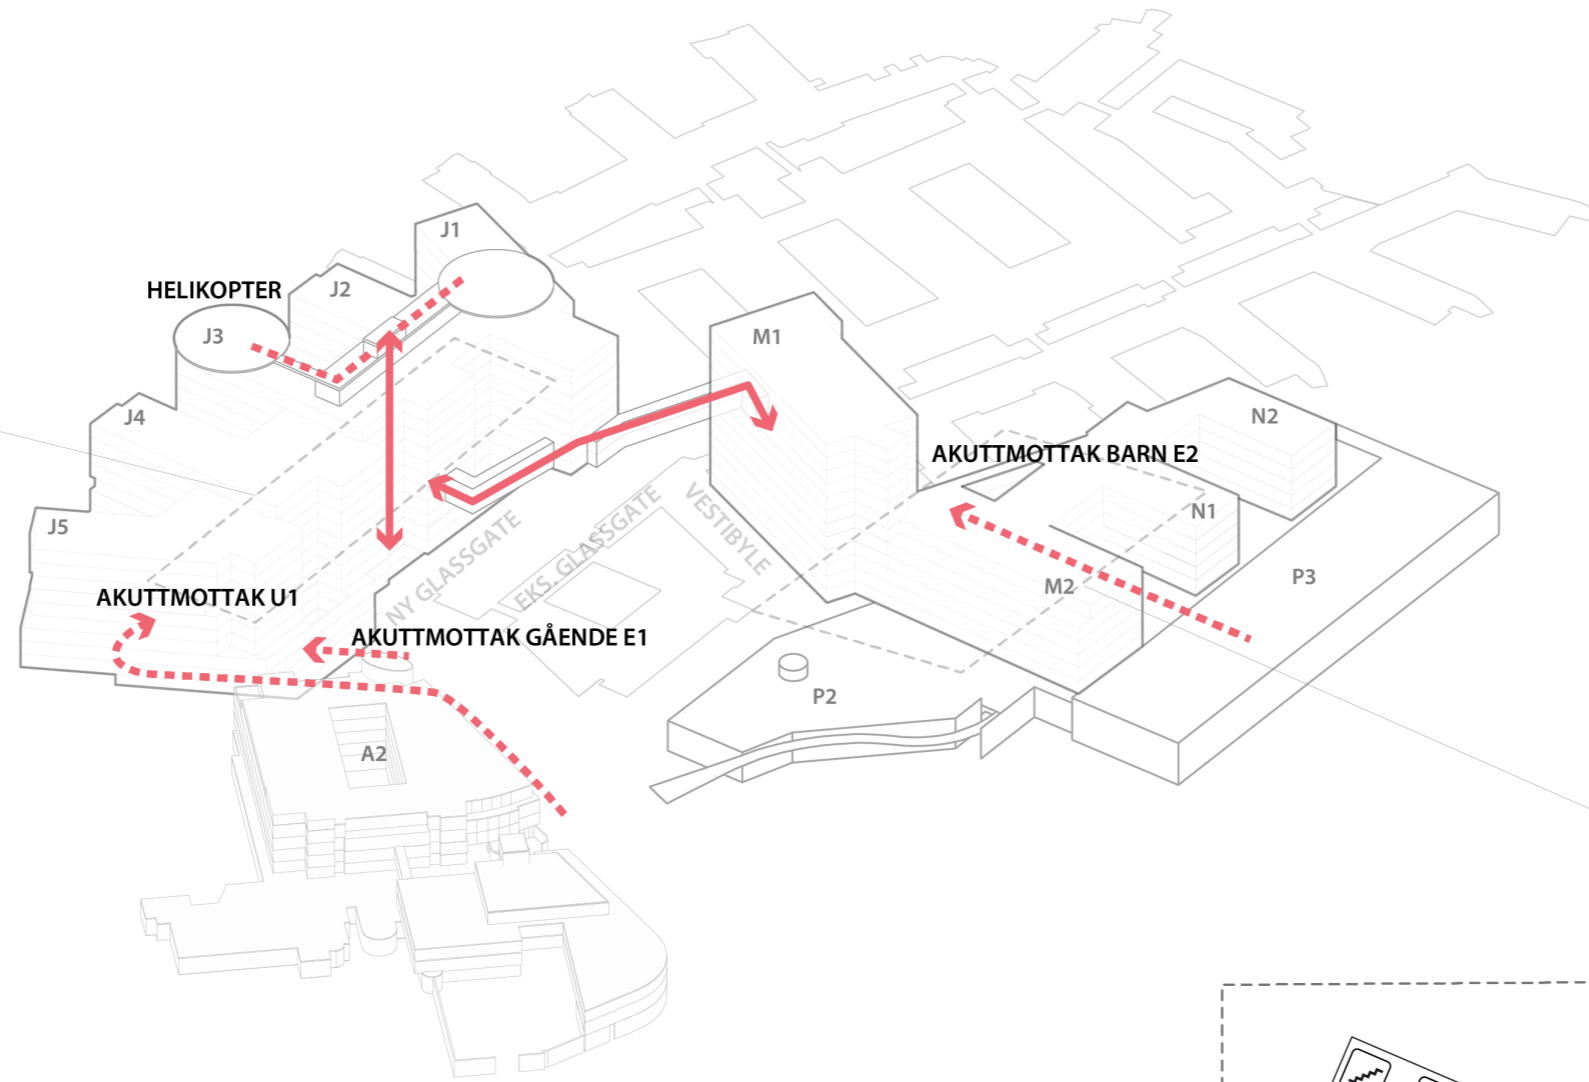 J1
HELIKOPTER
J2
J3
M1
J4
N2
AKUTTMOTTAK BARN E2
J5
N1
NY GLASSGATE
EKS. GLASSGATE
VESTIBYLE
P3
M2
AKUTTMOTTAK U1
AKUTTMOTTAK GÅENDE E1
P2
A2